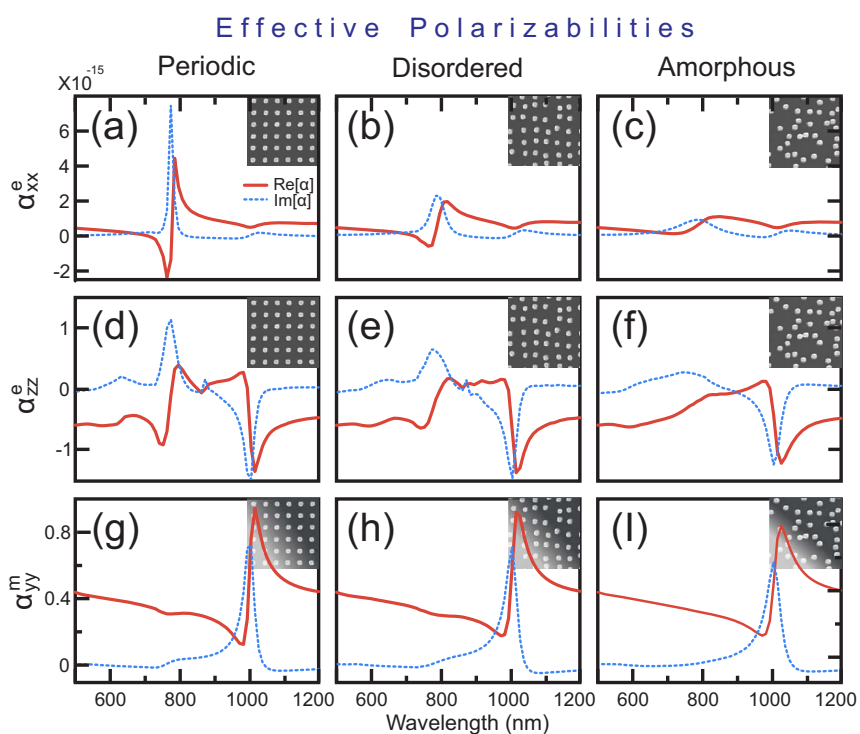 Effective Polarizabilities
Periodic Disordered Amorphous
X10^-15
(a) (b) (c)
6
4
2
0
-2
α^e_xx
Re[α]
Im[α]
(d) (e) (f)
1
0
-1
α^e_zz
(g) (h) (I)
0.8
0.4
0
α^m_yy
600 800 1000 1200 600 800 1000 1200 600 800 1000 1200
Wavelength (nm)